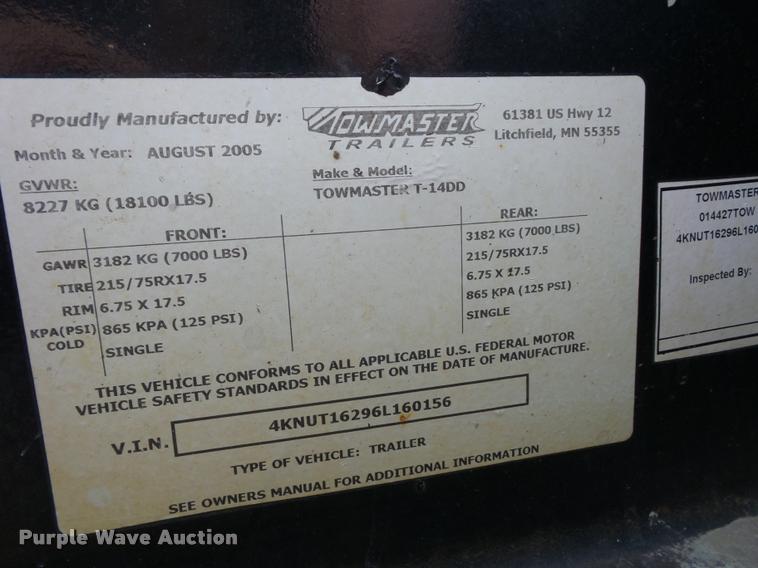 Proudly Manufactured by:
TOWMASTER
TRAILERS
61381 US Hwy 12
Litchfield, MN 55355
Month & Year: AUGUST 2005
GVWR:
8227 KG (18100 LBS)
Make & Model:
TOWMASTER T-14DD
FRONT:
REAR:
GAWR 3182 KG (7000 LBS) 3182 KG (7000 LBS)
TIRE 215/75RX17.5 215/75RX17.5
RIM 6.75 X 17.5 6.75 X 17.5
KPA(PSI) COLD 865 KPA (125 PSI) 865 KPA (125 PSI)
SINGLE SINGLE
THIS VEHICLE CONFORMS TO ALL APPLICABLE U.S. FEDERAL MOTOR
VEHICLE SAFETY STANDARDS IN EFFECT ON THE DATE OF MANUFACTURE.
V.I.N. 4KNUT16296L160156
TYPE OF VEHICLE: TRAILER
SEE OWNERS MANUAL FOR ADDITIONAL INFORMATION
TOWMASTER
014427TOW
4KNUT16296L160
Inspected By:
Purple Wave Auction